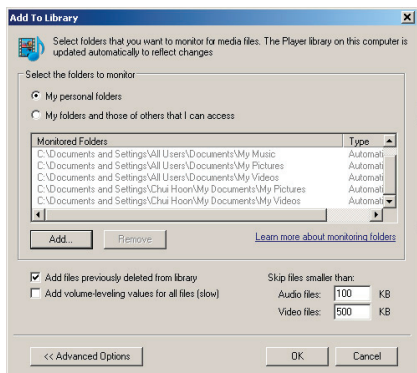 Add To Library
Select folders that you want to monitor for media files. The Player library on this computer is
updated automatically to reflect changes
Select the folders to monitor
My personal folders
My folders and those of others that I can access
Monitored Folders Type
C:\Documents and Settings\All Users\Documents\My Music Automati
C:\Documents and Settings\All Users\Documents\My Pictures Automati
C:\Documents and Settings\All Users\Documents\My Videos Automati
C:\Documents and Settings\Chui Hoon\My Documents\My Pictures Automati
C:\Documents and Settings\Chui Hoon\My Documents\My Videos Automati
Add... Remove Learn more about monitoring folders
Add files previously deleted from library Skip files smaller than:
Add volume-leveling values for all files (slow) Audio files: 100 KB
Video files: 500 KB
<< Advanced Options OK Cancel